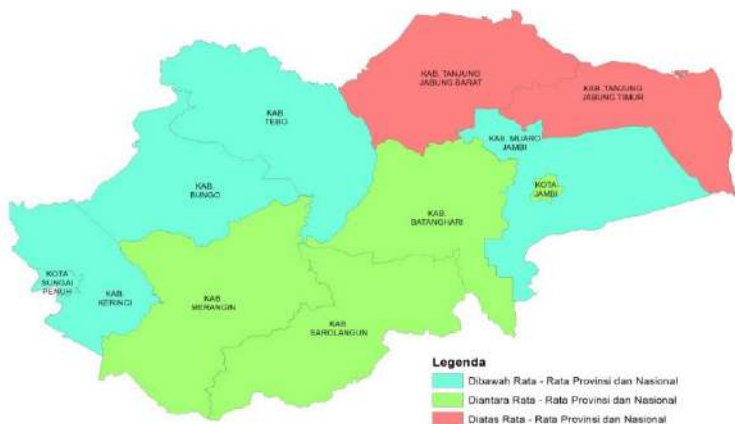 KAB. TANJUNG
JABUNG BARAT
KAB. TANJUNG
JABUNG TIMUR
KAB
TEBO
KAB. MUARO
JAMBI
KAB.
BUNGO
KOTA
JAMBI
KAB.
BATANGHARI
KOTA
SUNGAI
PENUH
KAB.
KERINCI
KAB
MERANGIN
KAB
SAROLANGUN
Legenda
Dibawah Rata - Rata Provinsi dan Nasional
Diantara Rata - Rata Provinsi dan Nasional
Diatas Rata - Rata Provinsi dan Nasional